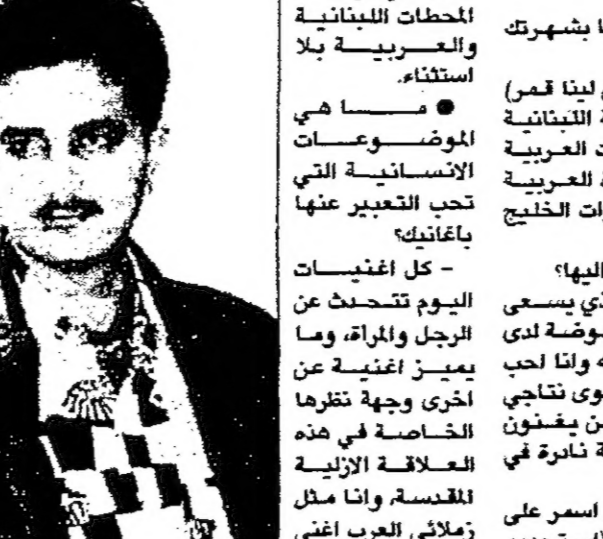 ا بشهرتك
لينا قمر)
ة اللبنانية
ت العربية
العربية
ات الخليج
اليها؟
ذي يسعى
وضة لدى
ه وانا احب
وى نتاجي
ن يغنون
ة نادرة في
اسمر على
المحطات اللبنانية
والعربية بلا
استثناء.
● ما هي
الموضوعات
الانسانية التي
تحب التعبير عنها
باغانيك؟
- كل اغنيات
اليوم تتحدث عن
الرجل والمرأة، وما
يميز اغنية عن
اخرى وجهة نظرها
الخاصة في هذه
العلاقة الازلية
المقدسة، وانا مثل
زملائي العرب اغني